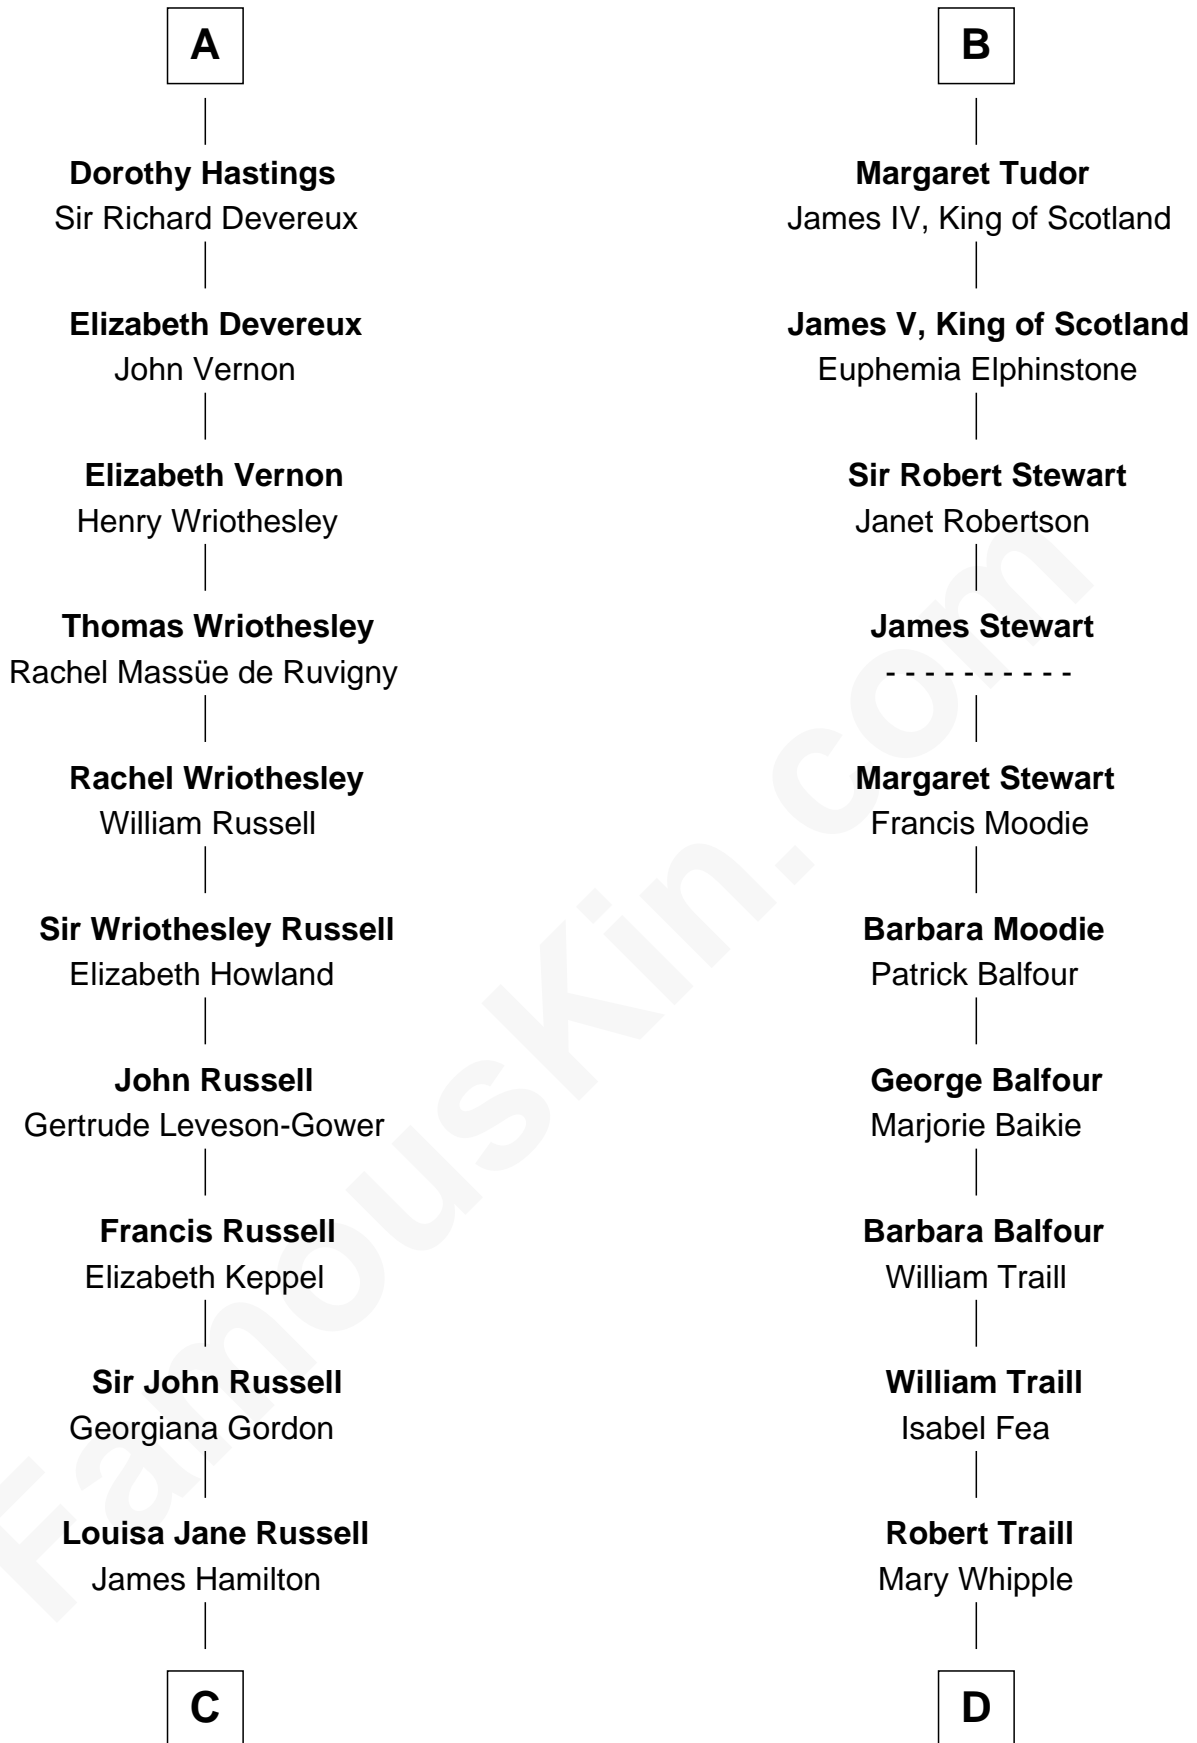 A
Dorothy Hastings
Sir Richard Devereux
Elizabeth Devereux
John Vernon
Elizabeth Vernon
Henry Wriothesley
Thomas Wriothesley
Rachel Massüe de Ruvigny
Rachel Wriothesley
William Russell
Sir Wriothesley Russell
Elizabeth Howland
John Russell
Gertrude Leveson-Gower
Francis Russell
Elizabeth Keppel
Sir John Russell
Georgiana Gordon
Louisa Jane Russell
James Hamilton
C
B
Margaret Tudor
James IV, King of Scotland
James V, King of Scotland
Euphemia Elphinstone
Sir Robert Stewart
Janet Robertson
James Stewart
- - - - - - - - - -
Margaret Stewart
Francis Moodie
Barbara Moodie
Patrick Balfour
George Balfour
Marjorie Baikie
Barbara Balfour
William Traill
William Traill
Isabel Fea
Robert Traill
Mary Whipple
D
FamousKin.com